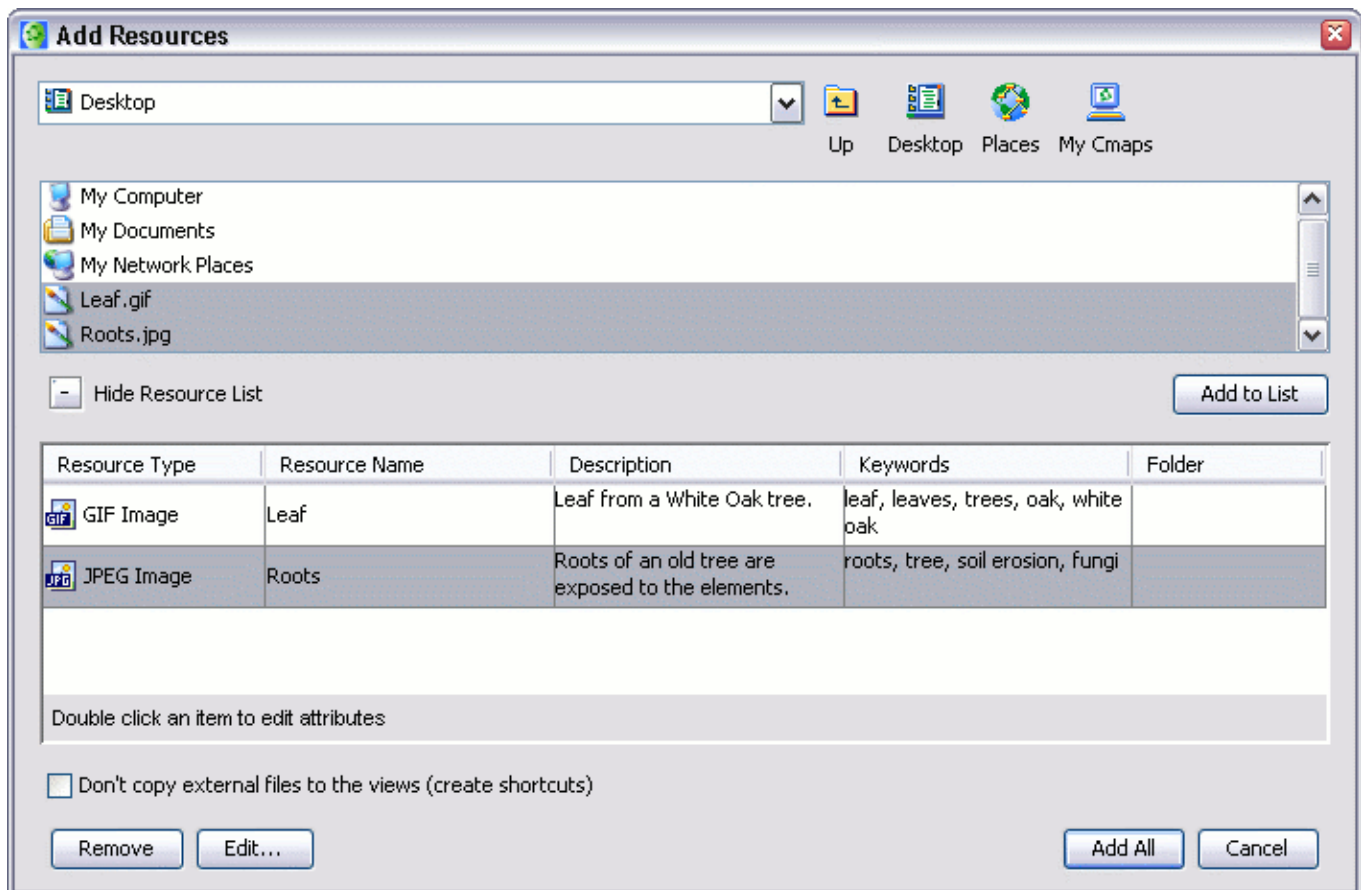 Add Resources
Desktop
Up Desktop Places My Cmaps
My Computer
My Documents
My Network Places
Leaf.gif
Roots.jpg
- Hide Resource List
Add to List
Resource Type Resource Name Description Keywords Folder
GIF GIF Image Leaf Leaf from a White Oak tree. leaf, leaves, trees, oak, white
oak
JPG JPEG Image Roots Roots of an old tree are roots, tree, soil erosion, fungi
exposed to the elements.
Double click an item to edit attributes
Don't copy external files to the views (create shortcuts)
Remove Edit... Add All Cancel